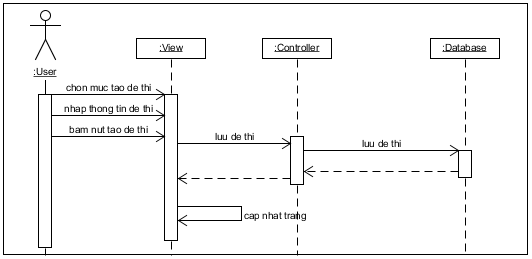 :View
:Controller
:Database
:User
chon muc tao de thi
nhap thong tin de thi
bam nut tao de thi
luu de thi
luu de thi
cap nhat trang